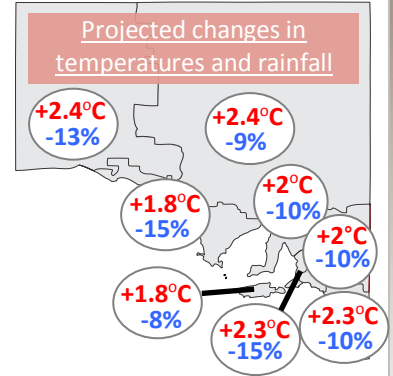 Projected changes in
temperatures and rainfall
+2.4°C
-13%
+2.4°C
-9%
+1.8°C
-15%
+2°C
-10%
+2°C
-10%
+1.8°C
-8%
+2.3°C
-15%
+2.3°C
-10%